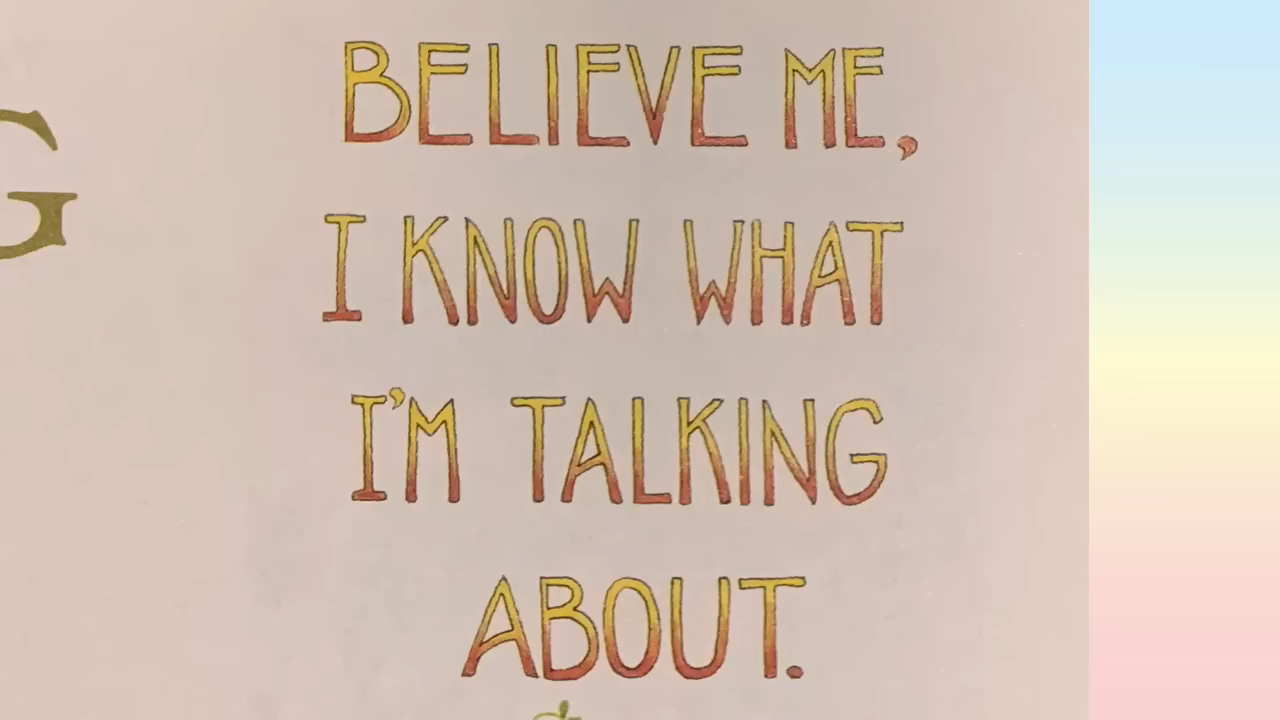 G
BELIEVE ME,
I KNOW WHAT
I'M TALKING
ABOUT.